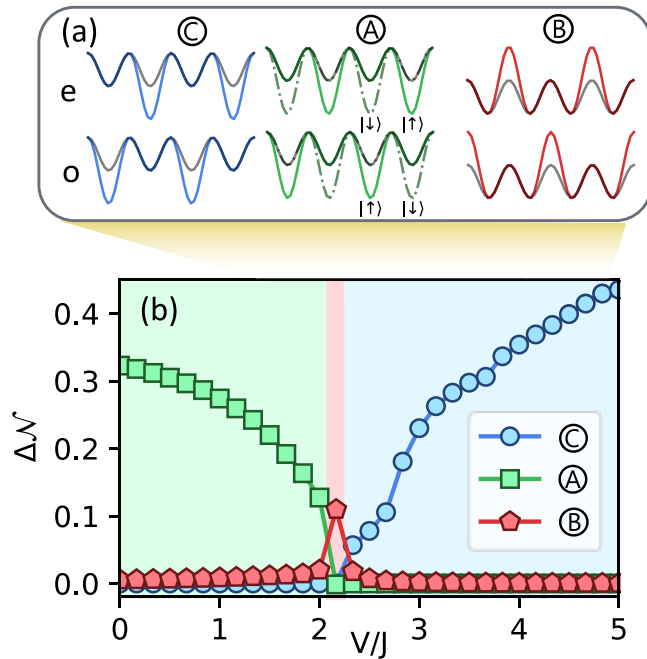 (a) Ⓒ Ⓐ Ⓑ
e
|↓⟩ |↑⟩
o
|↑⟩ |↓⟩
(b)
0.4
0.3
0.2
0.1
0.0
Δ𝒩
Ⓒ
Ⓐ
Ⓑ
0 1 2 3 4 5
V/J